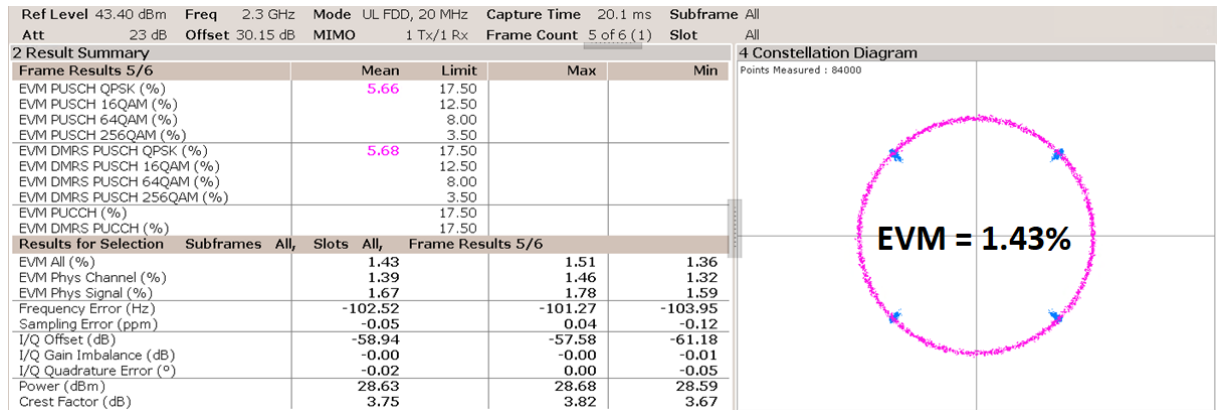 Ref Level 43.40 dBm Freq 2.3 GHz Mode UL FDD, 20 MHz Capture Time 20.1 ms Subframe All
Att 23 dB Offset 30.15 dB MIMO 1 Tx/1 Rx Frame Count 5 of 6 (1) Slot All
2 Result Summary
Frame Results 5/6 Mean Limit Max Min
EVM PUSCH QPSK (%) 5.66 17.50
EVM PUSCH 16QAM (%) 12.50
EVM PUSCH 64QAM (%) 8.00
EVM PUSCH 256QAM (%) 3.50
EVM DMRS PUSCH QPSK (%) 5.68 17.50
EVM DMRS PUSCH 16QAM (%) 12.50
EVM DMRS PUSCH 64QAM (%) 8.00
EVM DMRS PUSCH 256QAM (%) 3.50
EVM PUCCH (%) 17.50
EVM DMRS PUCCH (%) 17.50
Results for Selection Subframes All, Slots All, Frame Results 5/6
EVM All (%) 1.43 1.51 1.36
EVM Phys Channel (%) 1.39 1.46 1.32
EVM Phys Signal (%) 1.67 1.78 1.59
Frequency Error (Hz) -102.52 -101.27 -103.95
Sampling Error (ppm) -0.05 0.04 -0.12
I/Q Offset (dB) -58.94 -57.58 -61.18
I/Q Gain Imbalance (dB) -0.00 -0.00 -0.01
I/Q Quadrature Error (°) -0.02 0.00 -0.05
Power (dBm) 28.63 28.68 28.59
Crest Factor (dB) 3.75 3.82 3.67
4 Constellation Diagram
Points Measured : 84000
EVM = 1.43%